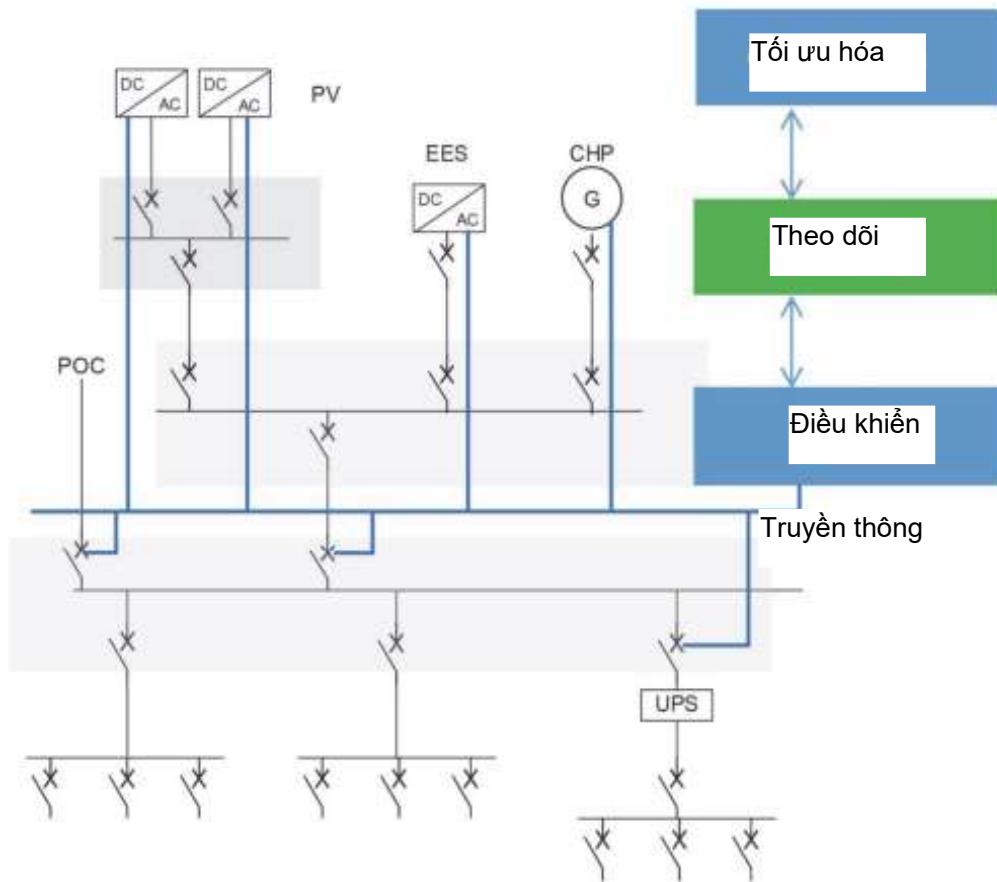 Tối ưu hóa
DC
AC
DC
AC
PV
EES
CHP
DC
AC
G
Theo dõi
POC
Điều khiển
Truyền thông
UPS